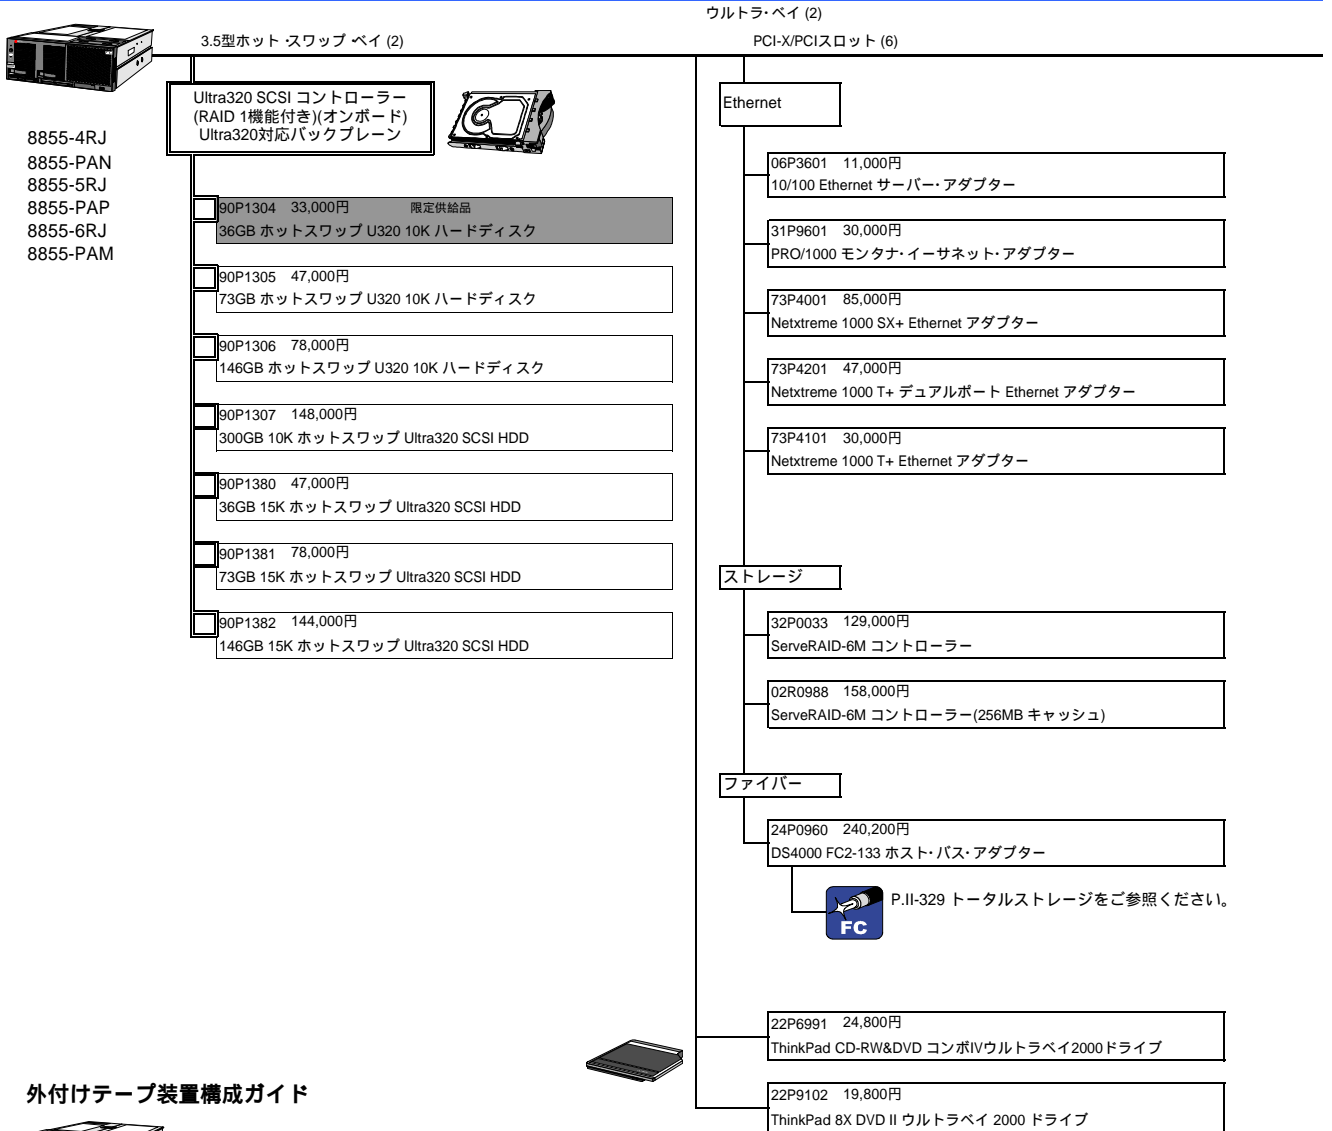 ウルトラ・ベイ (2)
3.5型ホット・スワップ・ベイ (2)
PCI-X/PCIスロット (6)
8855-4RJ
8855-PAN
8855-5RJ
8855-PAP
8855-6RJ
8855-PAM
Ultra320 SCSI コントローラー
(RAID 1機能付き)(オンボード)
Ultra320対応バックプレーン
90P1304 33,000円 限定供給品
36GB ホットスワップ U320 10K ハードディスク
90P1305 47,000円
73GB ホットスワップ U320 10K ハードディスク
90P1306 78,000円
146GB ホットスワップ U320 10K ハードディスク
90P1307 148,000円
300GB 10K ホットスワップ Ultra320 SCSI HDD
90P1380 47,000円
36GB 15K ホットスワップ Ultra320 SCSI HDD
90P1381 78,000円
73GB 15K ホットスワップ Ultra320 SCSI HDD
90P1382 144,000円
146GB 15K ホットスワップ Ultra320 SCSI HDD
Ethernet
06P3601 11,000円
10/100 Ethernet サーバー・アダプター
31P9601 30,000円
PRO/1000 モンタナ・イーサネット・アダプター
73P4001 85,000円
Netxtreme 1000 SX+ Ethernet アダプター
73P4201 47,000円
Netxtreme 1000 T+ デュアルポート Ethernet アダプター
73P4101 30,000円
Netxtreme 1000 T+ Ethernet アダプター
ストレージ
32P0033 129,000円
ServeRAID-6M コントローラー
02R0988 158,000円
ServeRAID-6M コントローラー(256MB キャッシュ)
ファイバー
24P0960 240,200円
DS4000 FC2-133 ホスト・バス・アダプター
FC
P.II-329 トータルストレージをご参照ください。
22P6991 24,800円
ThinkPad CD-RW&DVD コンボIVウルトラベイ2000ドライブ
22P9102 19,800円
ThinkPad 8X DVD II ウルトラベイ 2000 ドライブ
外付けテープ装置構成ガイド